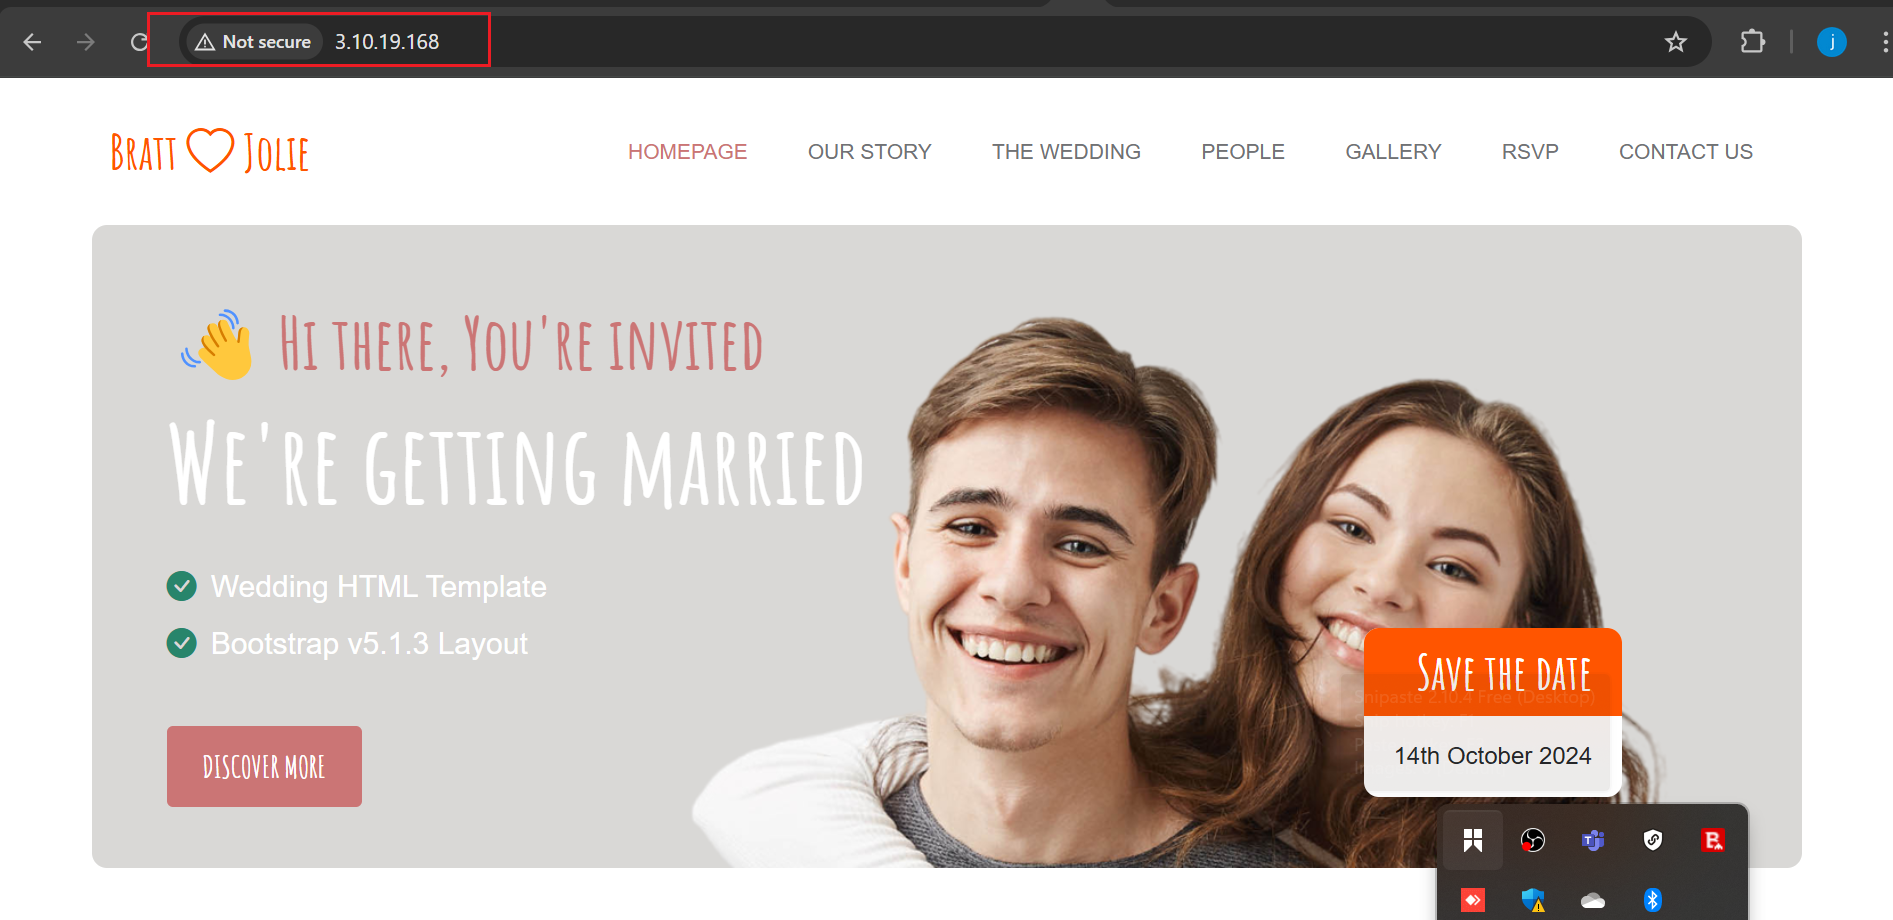 Not secure 3.10.19.168
j
Bratt Jolie
HOMEPAGE OUR STORY THE WEDDING PEOPLE GALLERY RSVP CONTACT US
Hi there, You're invited
We're getting married
Wedding HTML Template
Bootstrap v5.1.3 Layout
DISCOVER MORE
Save the date
Snipaste 2.10.4 Free (Desktop)
14th October 2024